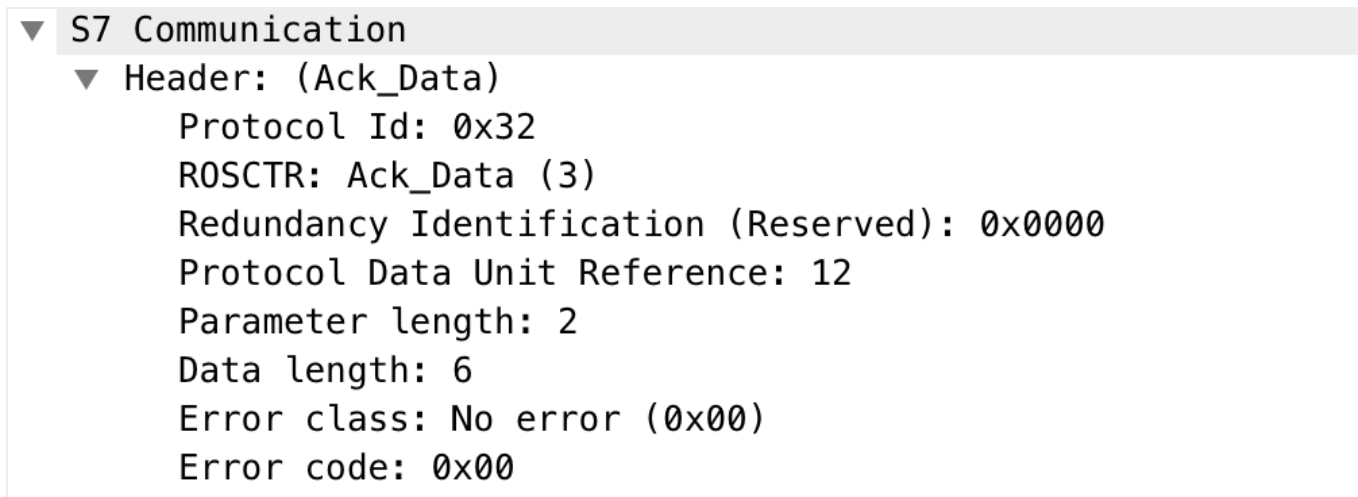 S7 Communication
Header: (Ack_Data)
Protocol Id: 0x32
ROSCTR: Ack_Data (3)
Redundancy Identification (Reserved): 0x0000
Protocol Data Unit Reference: 12
Parameter length: 2
Data length: 6
Error class: No error (0x00)
Error code: 0x00